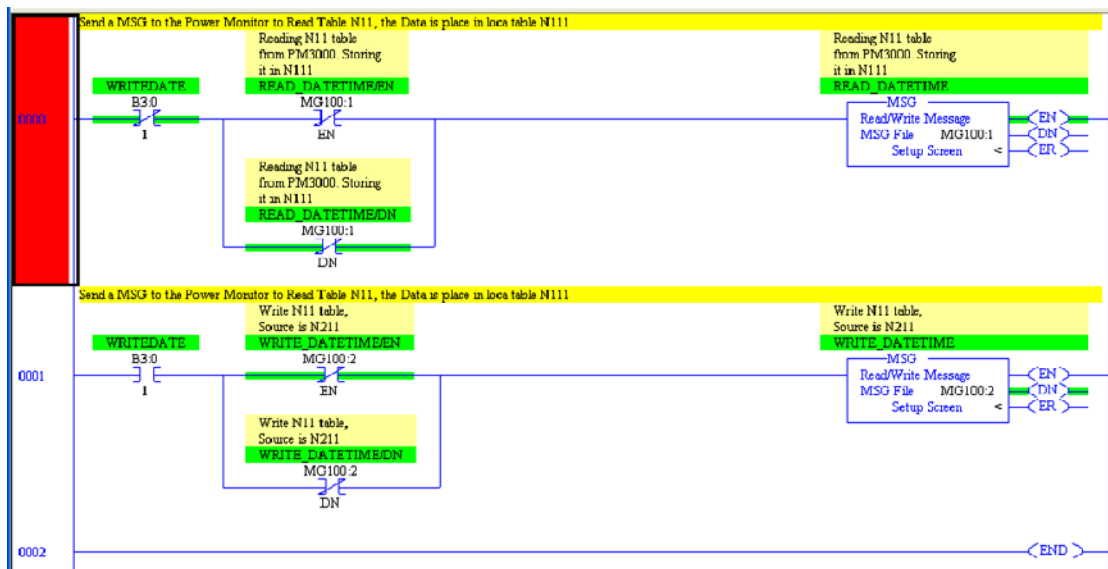 Send a MSG to the Power Monitor to Read Table N11, the Data is place in loca table N111
Reading N11 table
from PM3000. Storing
it in N111
READ_DATETIME/EN
WRITEDATE
B3:0
1
MG100:1
EN
Reading N11 table
from PM3000. Storing
it in N111
READ_DATETIME/DN
MG100:1
DN
Reading N11 table
from PM3000. Storing
it in N111
READ_DATETIME
MSG
Read/Write Message
MSG File MG100:1
Setup Screen <
EN
DN
ER
0000
Send a MSG to the Power Monitor to Read Table N11, the Data is place in loca table N111
Write N11 table,
Source is N211
WRITE_DATETIME/EN
WRITEDATE
B3:0
1
MG100:2
EN
Write N11 table,
Source is N211
WRITE_DATETIME/DN
MG100:2
DN
Write N11 table,
Source is N211
WRITE_DATETIME
MSG
Read/Write Message
MSG File MG100:2
Setup Screen <
EN
DN
ER
0001
0002
END